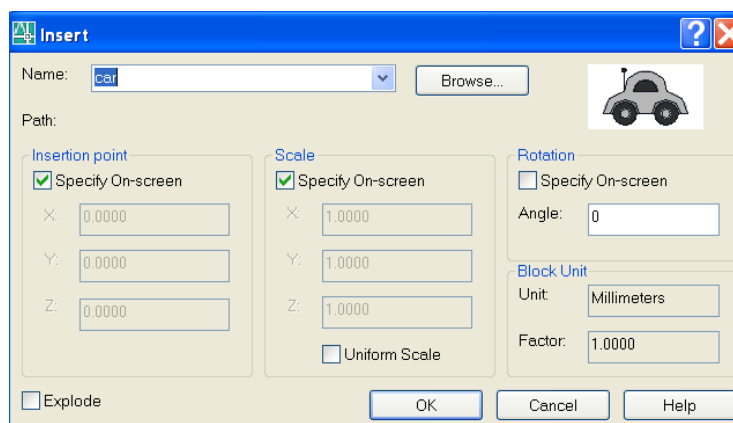 Insert
Name: car Browse...
Path:
Insertion point Scale Rotation
Specify On-screen Specify On-screen Specify On-screen
X: 0.0000 X: 1.0000 Angle: 0
Y: 0.0000 Y: 1.0000 Block Unit
Z: 0.0000 Z: 1.0000 Unit: Millimeters
Uniform Scale Factor: 1.0000
Explode OK Cancel Help